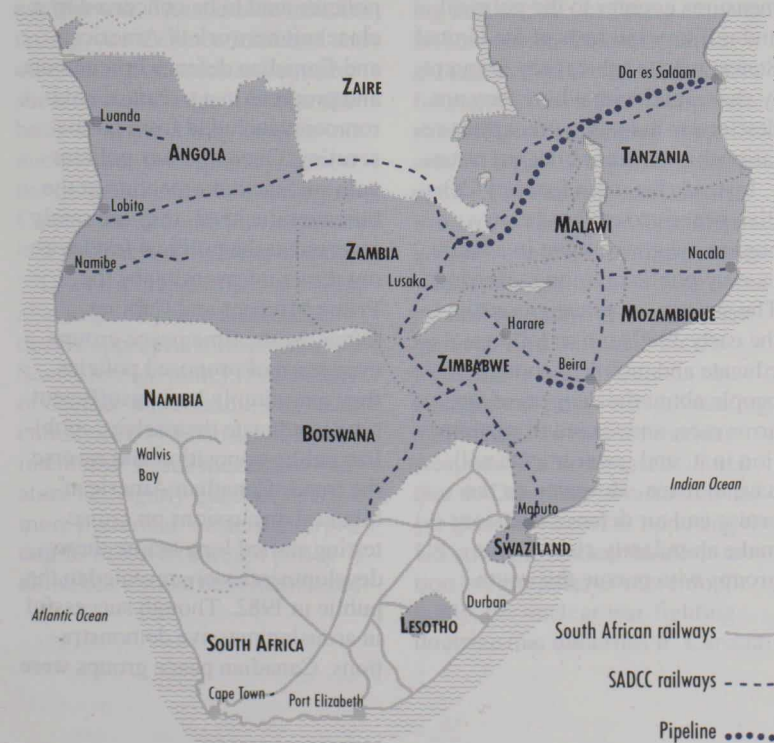 ZAIRE
Dar es Salaam
Luanda
ANGOLA
TANZANIA
Lobito
MALAWI
ZAMBIA
Nacala
Namibe
Lusaka
MOZAMBIQUE
Harare
ZIMBABWE
Beira
NAMIBIA
BOTSWANA
Walvis
Bay
Indian Ocean
Maputo
SWAZILAND
Durban
Atlantic Ocean
LESOTHO
South African railways
SOUTH AFRICA
SADCC railways
Cape Town
Port Elizabeth
Pipeline